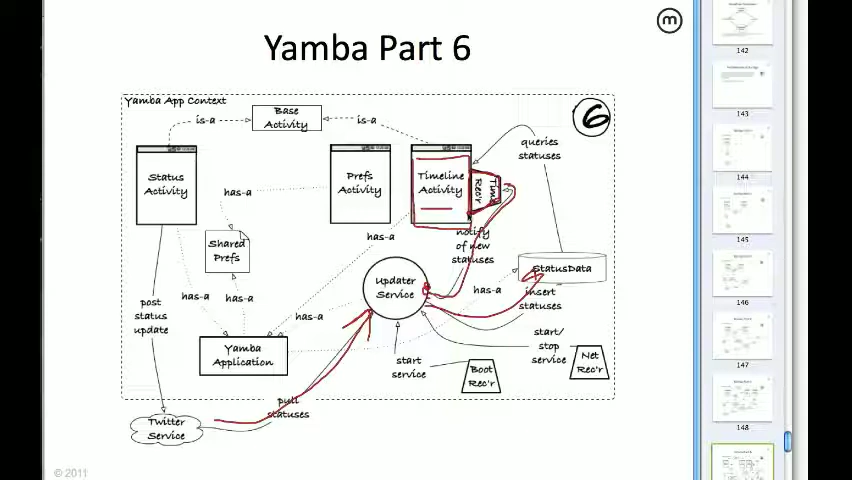 m
Yamba Part 6
Yamba App Context
6
Base
Activity
is-a
is-a
queries
statuses
Status
Activity
Prefs
Activity
Timeline
Activity
Time
Rec'r
has-a
has-a
notify
of new
statuses
Shared
Prefs
StatusData
Updater
Service
has-a
insert
statuses
has-a
has-a
has-a
post
status
update
Yamba
Application
start
service
start/
stop
service
Boot
Rec'r
Net
Rec'r
pull
statuses
Twitter
Service
© 2011
142
143
144
145
146
147
148